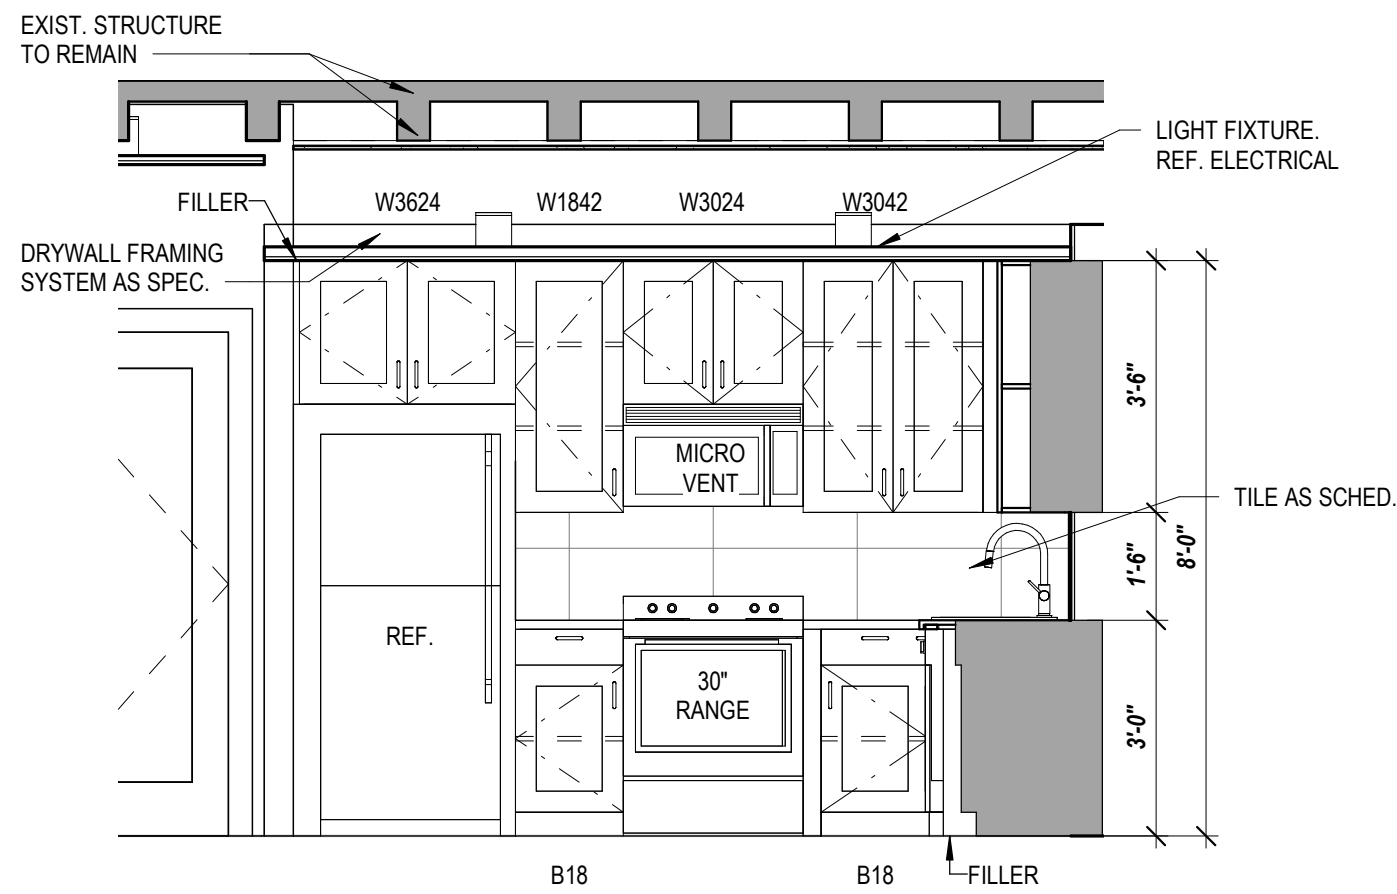 EXIST. STRUCTURE
TO REMAIN
LIGHT FIXTURE.
REF. ELECTRICAL
FILLER
W3624
W1842
W3024
W3042
DRYWALL FRAMING
SYSTEM AS SPEC.
3'-6"
MICRO
VENT
TILE AS SCHED.
1'-6"
8'-0"
REF.
30"
RANGE
3'-0"
B18
B18
FILLER